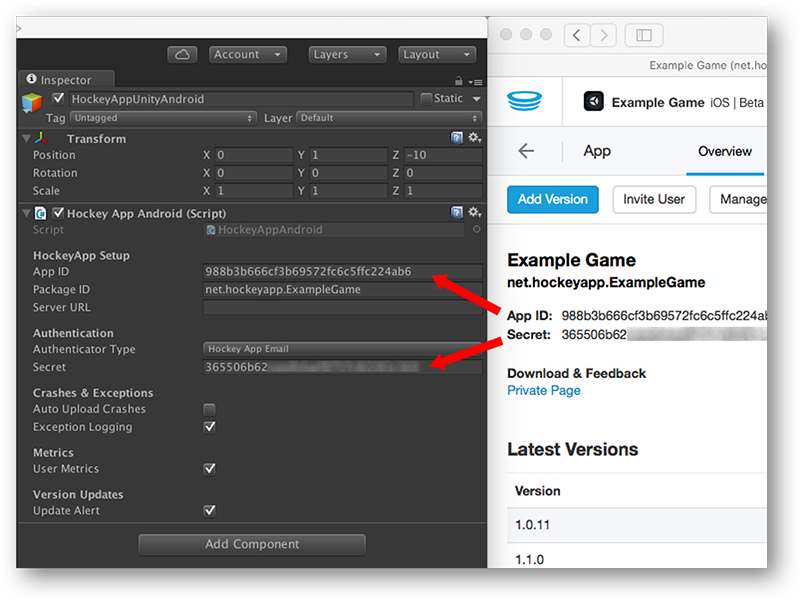 Account
Layers
Layout
Inspector
HockeyAppUnityAndroid
Static
Tag Untagged Layer Default
Transform
Position X 0 Y 1 Z -10
Rotation X 0 Y 0 Z 0
Scale X 1 Y 1 Z 1
Hockey App Android (Script)
Script HockeyAppAndroid
HockeyApp Setup
App ID 988b3b666cf3b69572fc6c5ffc224ab6
Package ID net.hockeyapp.ExampleGame
Server URL
Authentication
Authenticator Type Hockey App Email
Secret 365506b62
Crashes & Exceptions
Auto Upload Crashes
Exception Logging
Metrics
User Metrics
Version Updates
Update Alert
Add Component
Example Game (net.ho
Example Game iOS | Beta
App
Overview
Add Version
Invite User
Manage
Example Game
net.hockeyapp.ExampleGame
App ID: 988b3b666cf3b69572fc6c5ffc224ab
Secret: 365506b62
Download & Feedback
Private Page
Latest Versions
Version
1.0.11
1.1.0